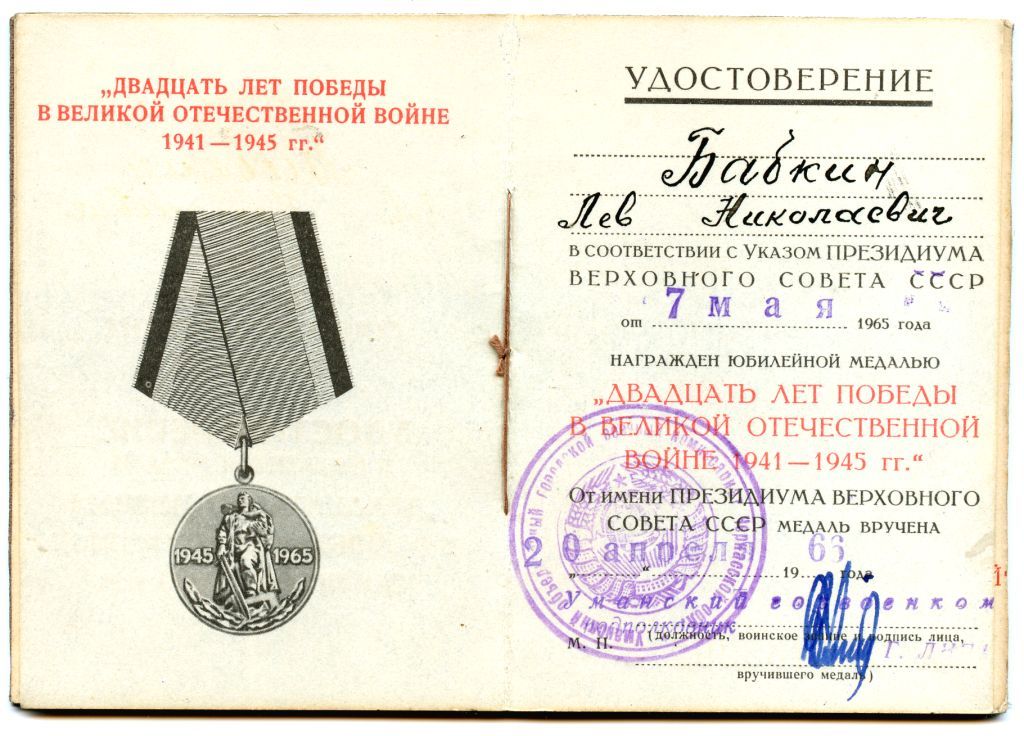 „ДВАДЦАТЬ ЛЕТ ПОБЕДЫ
В ВЕЛИКОЙ ОТЕЧЕСТВЕННОЙ ВОЙНЕ
1941 — 1945 гг.“
1945 1965
УДОСТОВЕРЕНИЕ
Бабкин
Лев Николаевич
В СООТВЕТСТВИИ С УКАЗОМ ПРЕЗИДИУМА
ВЕРХОВНОГО СОВЕТА СССР
от 7 мая 1965 года
НАГРАЖДЕН ЮБИЛЕЙНОЙ МЕДАЛЬЮ
„ДВАДЦАТЬ ЛЕТ ПОБЕДЫ
В ВЕЛИКОЙ ОТЕЧЕСТВЕННОЙ
ВОЙНЕ 1941 — 1945 гг.“
ОТ ИМЕНИ ПРЕЗИДИУМА ВЕРХОВНОГО
СОВЕТА СССР МЕДАЛЬ ВРУЧЕНА
„20“ апрел 1966 года
Уманский горвоенком
подполковник
М. П. (должность, воинское звание и подпись лица,
Г.
вручившего медаль)